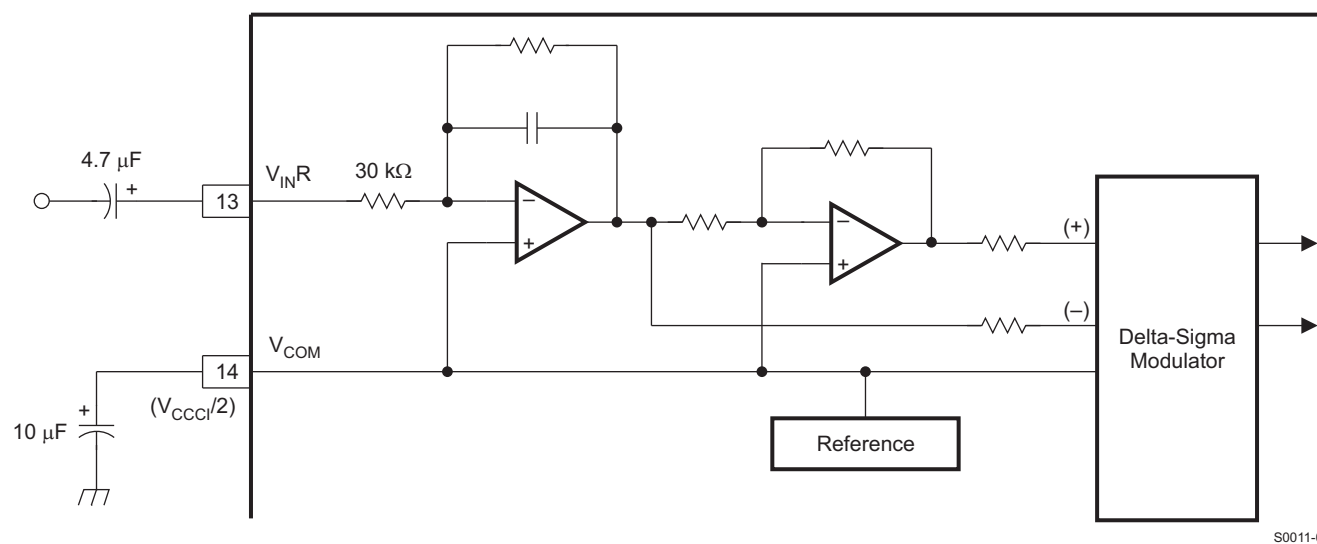 4.7 μF
+
13
V_INR
30 kΩ
−
+
−
+
(+)
(–)
Delta-Sigma
Modulator
V_COM
14
(V_CCCI/2)
+
10 μF
Reference